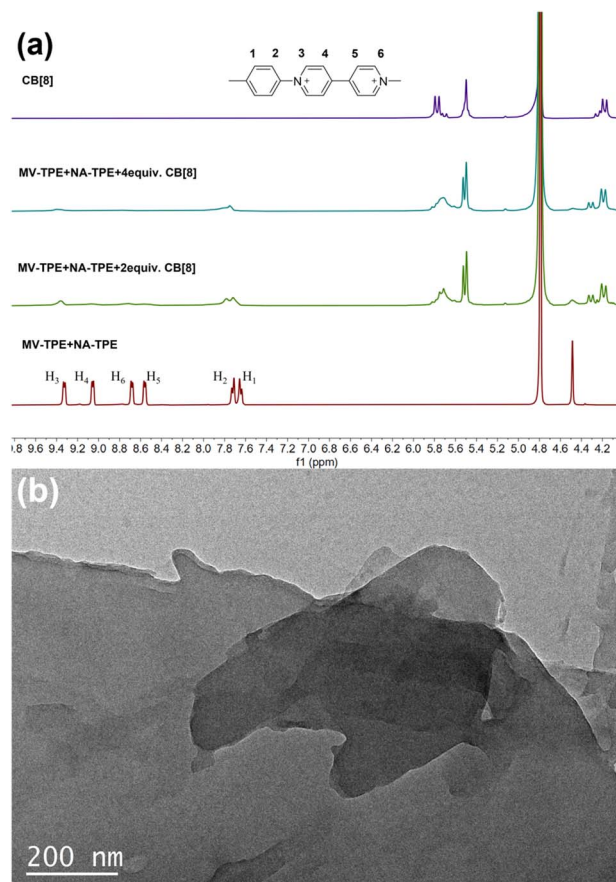 (a)
1 2 3 4 5 6
CB[8]
N + + N
MV-TPE+NA-TPE+4equiv. CB[8]
MV-TPE+NA-TPE+2equiv. CB[8]
MV-TPE+NA-TPE
H3 H4 H6 H5 H2 H1
9.8 9.6 9.4 9.2 9.0 8.8 8.6 8.4 8.2 8.0 7.8 7.6 7.4 7.2 7.0 6.8 6.6 6.4 6.2 6.0 5.8 5.6 5.4 5.2 5.0 4.8 4.6 4.4 4.2
f1 (ppm)
(b)
200 nm